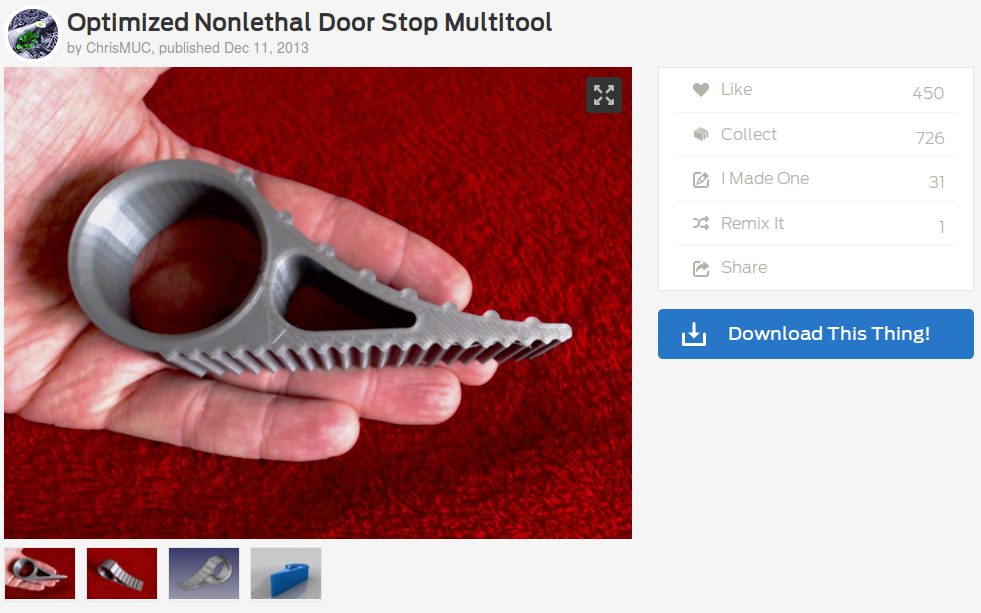 Optimized Nonlethal Door Stop Multitool
by ChrisMUC, published Dec 11, 2013
Like 450
Collect 726
I Made One 31
Remix It 1
Share
Download This Thing!